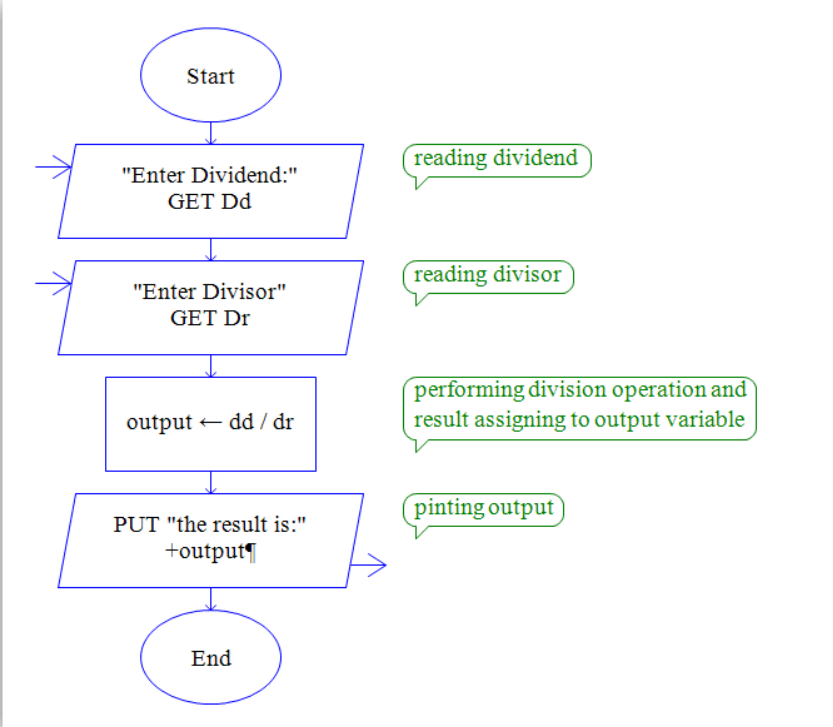 Start
"Enter Dividend:"
GET Dd
reading dividend
"Enter Divisor"
GET Dr
reading divisor
output ← dd / dr
performing division operation and
result assigning to output variable
PUT "the result is:"
+output¶
pinting output
End